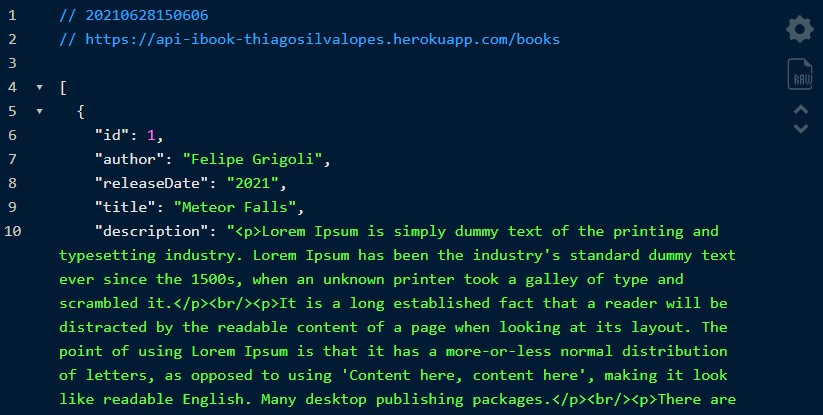 1 // 20210628150606
2 // https://api-ibook-thiagosilvalopes.herokuapp.com/books
3
4 [
5 {
6 "id": 1,
7 "author": "Felipe Grigoli",
8 "releaseDate": "2021",
9 "title": "Meteor Falls",
10 "description": "<p>Lorem Ipsum is simply dummy text of the printing and
typesetting industry. Lorem Ipsum has been the industry's standard dummy text
ever since the 1500s, when an unknown printer took a galley of type and
scrambled it.</p><br/><p>It is a long established fact that a reader will be
distracted by the readable content of a page when looking at its layout. The
point of using Lorem Ipsum is that it has a more-or-less normal distribution
of letters, as opposed to using 'Content here, content here', making it look
like readable English. Many desktop publishing packages.</p><br/><p>There are
RAW